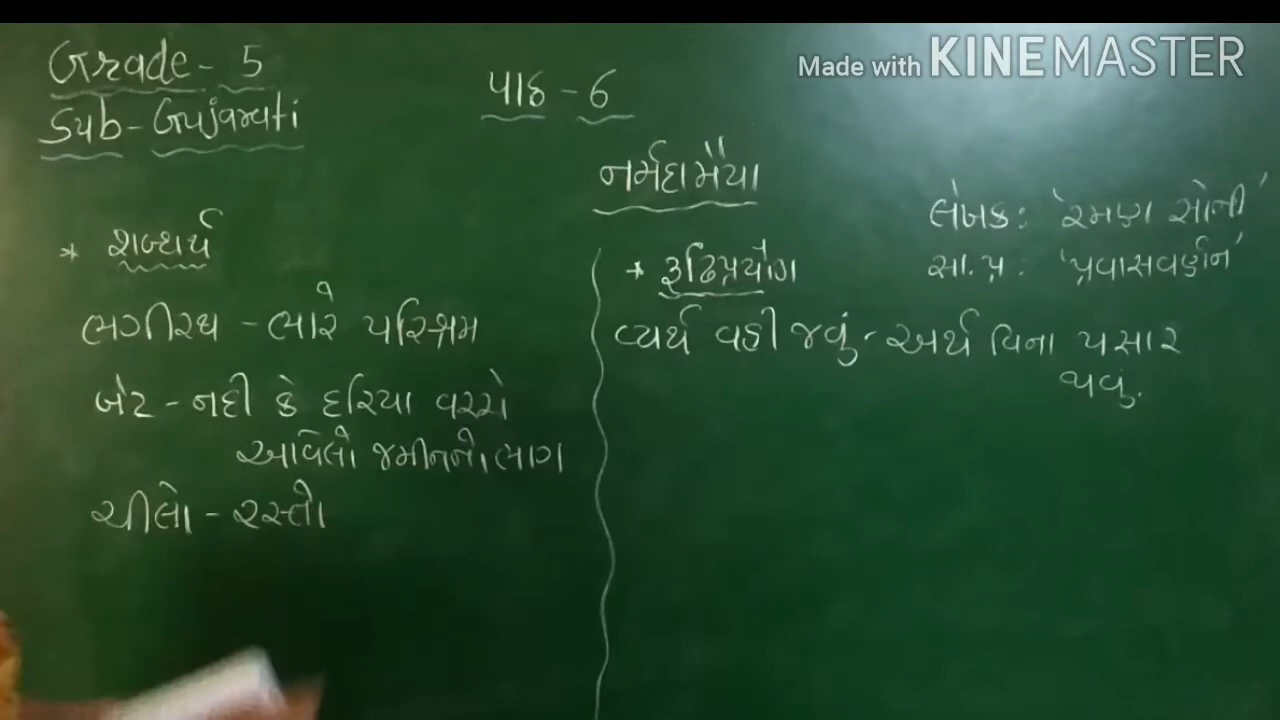 Made with KINEMASTER
Grade - 5
Sub - Gujarati
પાઠ - 6
નર્મદામૈયા
લેખક : 'રમણ સોની'
સા.પ્ર : 'પ્રવાસવર્ણન'
* શબ્દાર્થ
ભગીરથ - ભારે પરિશ્રમ
બેટ - નદી કે દરિયા વચ્ચે
આવેલો જમીનનો ભાગ
ચીલો - રસ્તો
* રૂઢિપ્રયોગ
વ્યર્થ વહી જવું - અર્થ વિના પસાર
થવું.